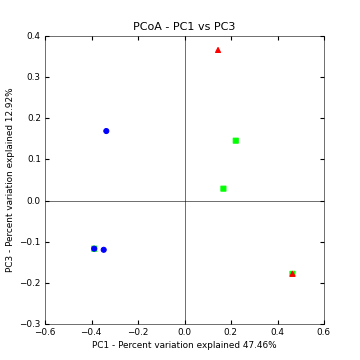 PCoA - PC1 vs PC3
0.4
0.3
0.2
0.1
0.0
−0.1
−0.2
−0.3
PC3 - Percent variation explained 12.92%
−0.6 −0.4 −0.2 0.0 0.2 0.4 0.6
PC1 - Percent variation explained 47.46%